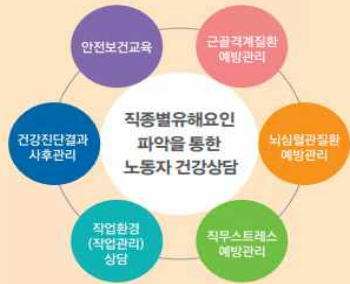 안전보건교육
근골격계질환
예방관리
건강진단결과
사후관리
직종별유해요인
파악을 통한
노동자 건강상담
뇌심혈관질환
예방관리
작업환경
(작업관리)
상담
직무스트레스
예방관리